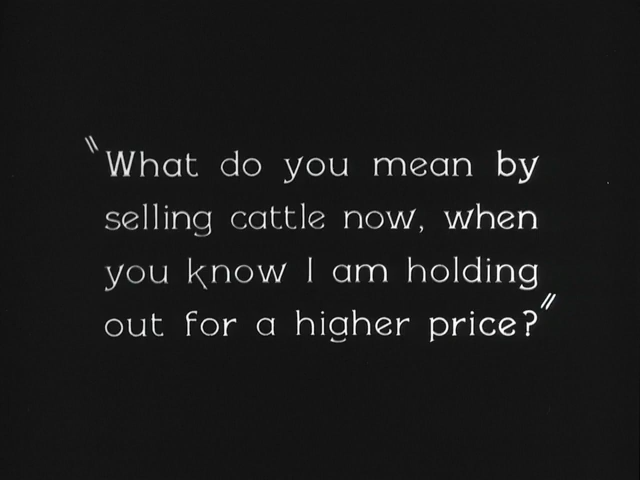 "What do you mean by
selling cattle now, when
you know I am holding
out for a higher price?"